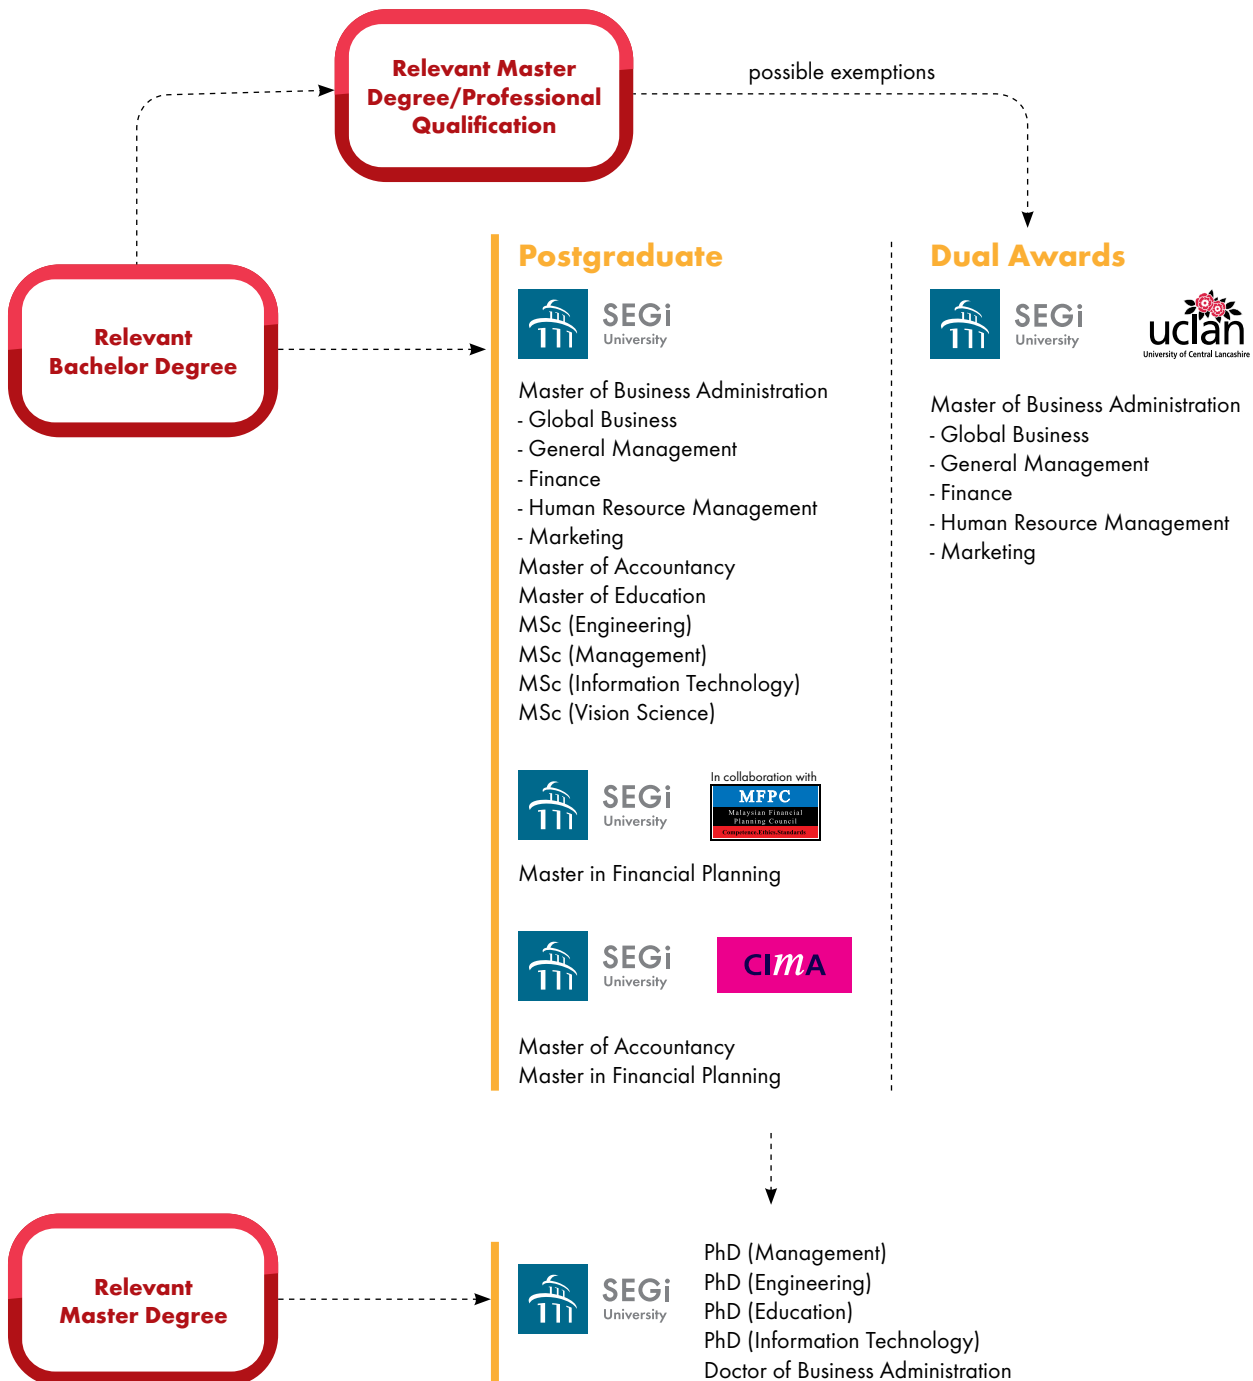 Relevant Master
Degree/Professional
Qualification
possible exemptions
Relevant
Bachelor Degree
Postgraduate
SEGi
University
Master of Business Administration
- Global Business
- General Management
- Finance
- Human Resource Management
- Marketing
Master of Accountancy
Master of Education
MSc (Engineering)
MSc (Management)
MSc (Information Technology)
MSc (Vision Science)
SEGi
University
In collaboration with
MFPC
Malaysian Financial
Planning Council
Competence.Ethics.Standards
Master in Financial Planning
SEGi
University
CIMA
Master of Accountancy
Master in Financial Planning
Dual Awards
SEGi
University
uclan
University of Central Lancashire
Master of Business Administration
- Global Business
- General Management
- Finance
- Human Resource Management
- Marketing
Relevant
Master Degree
SEGi
University
PhD (Management)
PhD (Engineering)
PhD (Education)
PhD (Information Technology)
Doctor of Business Administration